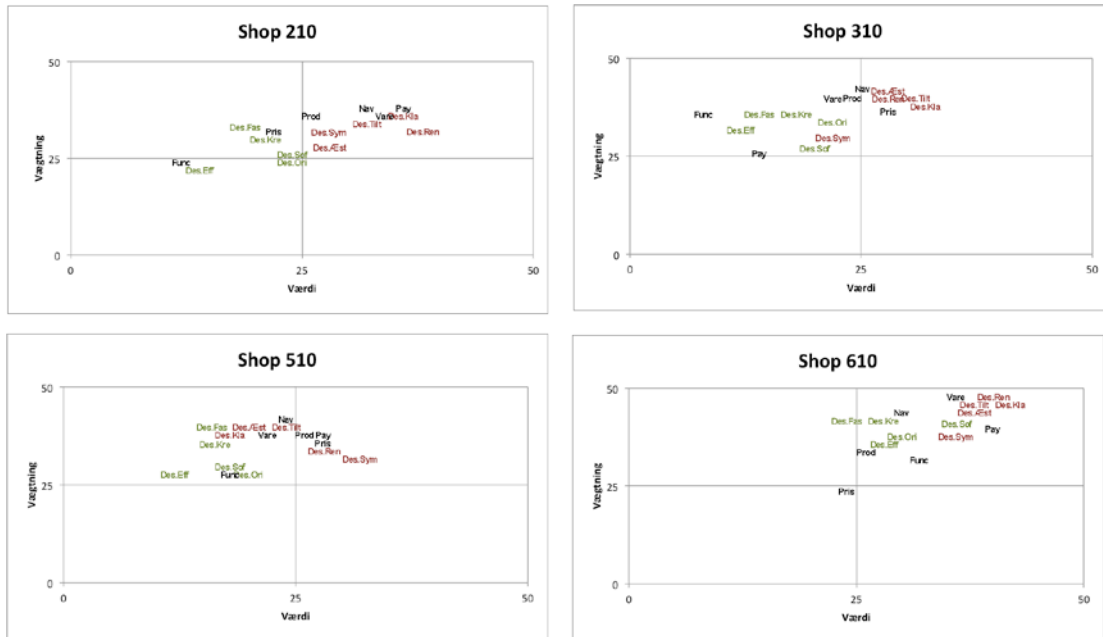 Shop 210
50
Nav Pay
Prod Vare Des.Kla
Des.Fas Des.Tilt
Pris Des.Sym Des.Ren
Des.Kre
Des.Æst
Des.Sof
Func Des.Ori
25
Des.Eff
Vægtning
0
0 25 50
Værdi
Shop 310
50
Nav Des.Æst
Vare Prod Des.Ren Des.Tilt
Des.Kla
Func Des.Fas Des.Kre Pris
Des.Ori
Des.Eff
Des.Sym
Des.Sof
Pay
25
Vægtning
0
0 25 50
Værdi
Shop 510
50
Nav
Des.Fas Des.Æst Des.Tilt
Des.Kla Vare Prod Pay
Des.Kre Pris
Des.Ren
Des.Sym
Des.Sof
Des.Eff Func Des.Ori
25
Vægtning
0
0 25 50
Værdi
Shop 610
50
Vare Des.Ren
Des.Tilt Des.Kla
Nav Des.Æst
Des.Fas Des.Kre Des.Sof
Pay
Des.Ori Des.Sym
Des.Eff
Prod
Func
25
Pris
Vægtning
0
0 25 50
Værdi